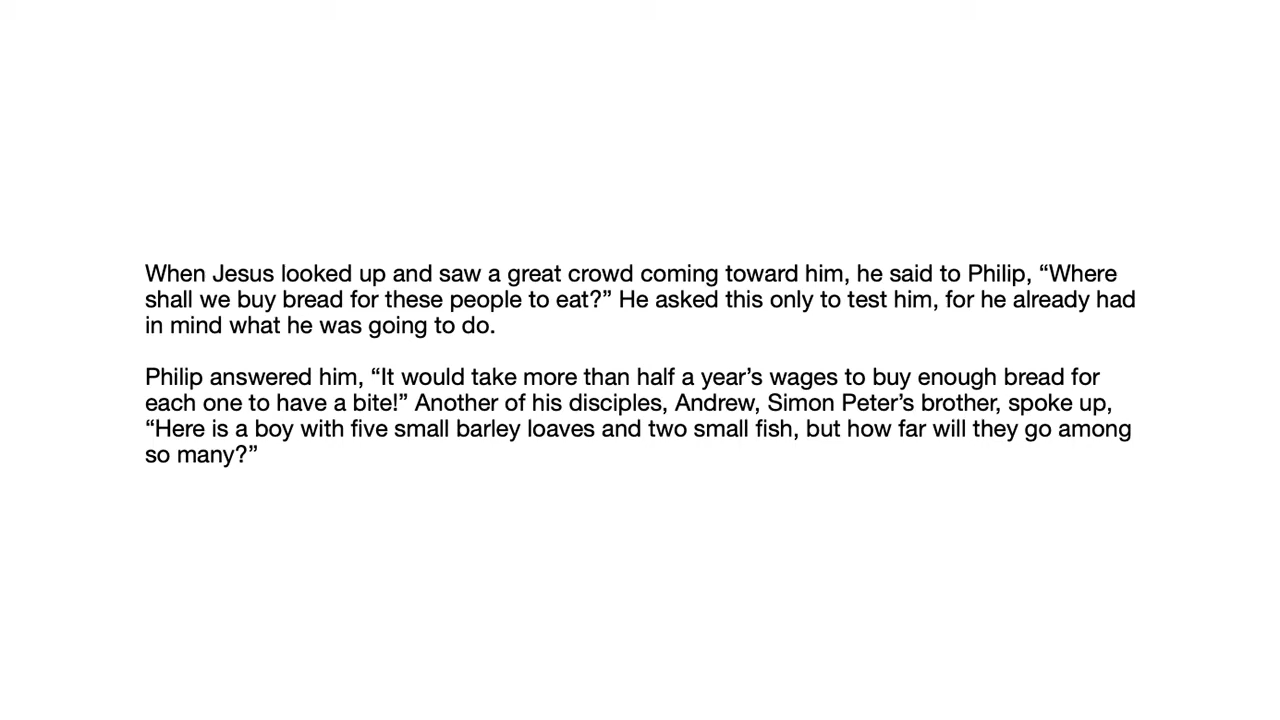 When Jesus looked up and saw a great crowd coming toward him, he said to Philip, “Where
shall we buy bread for these people to eat?” He asked this only to test him, for he already had
in mind what he was going to do.
Philip answered him, “It would take more than half a year’s wages to buy enough bread for
each one to have a bite!” Another of his disciples, Andrew, Simon Peter’s brother, spoke up,
“Here is a boy with five small barley loaves and two small fish, but how far will they go among
so many?”